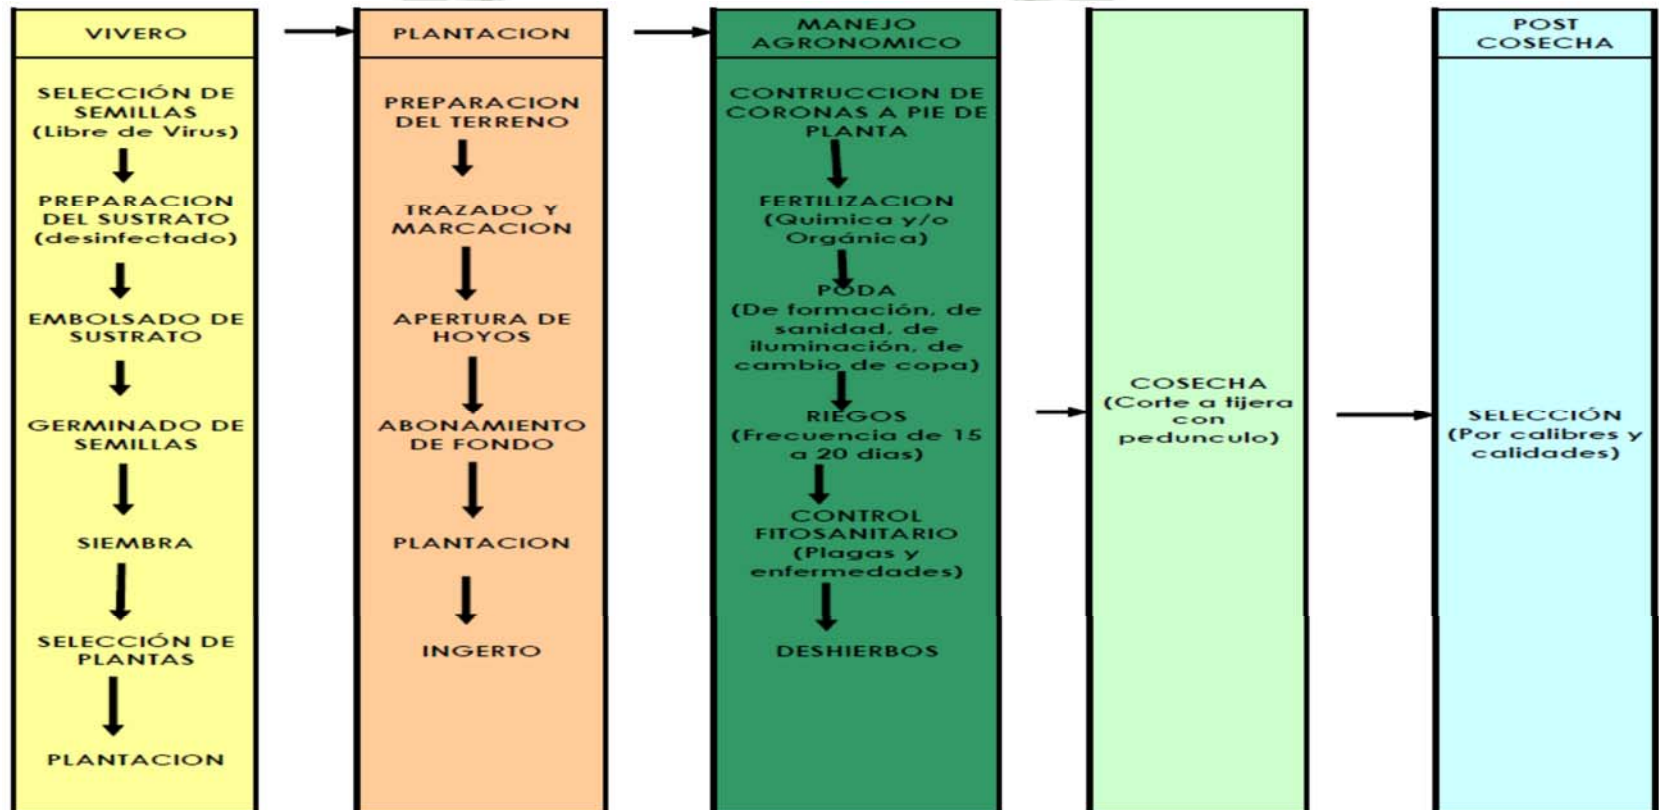 VIVERO
SELECCIÓN DE
SEMILLAS
(Libre de Virus)
PREPARACION
DEL SUSTRATO
(desinfectado)
EMBOLSADO DE
SUSTRATO
GERMINADO DE
SEMILLAS
SIEMBRA
SELECCIÓN DE
PLANTAS
PLANTACION
PLANTACION
PREPARACION
DEL TERRENO
TRAZADO Y
MARCACION
APERTURA DE
HOYOS
ABONAMIENTO
DE FONDO
PLANTACION
INGERTO
MANEJO
AGRONOMICO
CONTRUCCION DE
CORONAS A PIE DE
PLANTA
FERTILIZACION
(Quimica y/o
Orgánica)
PODA
(De formación, de
sanidad, de
iluminación, de
cambio de copa)
RIEGOS
(Frecuencia de 15
a 20 dias)
CONTROL
FITOSANITARIO
(Plagas y
enfermedades)
DESHIERBOS
COSECHA
(Corte a tijera
con
pedunculo)
POST
COSECHA
SELECCIÓN
(Por calibres y
calidades)